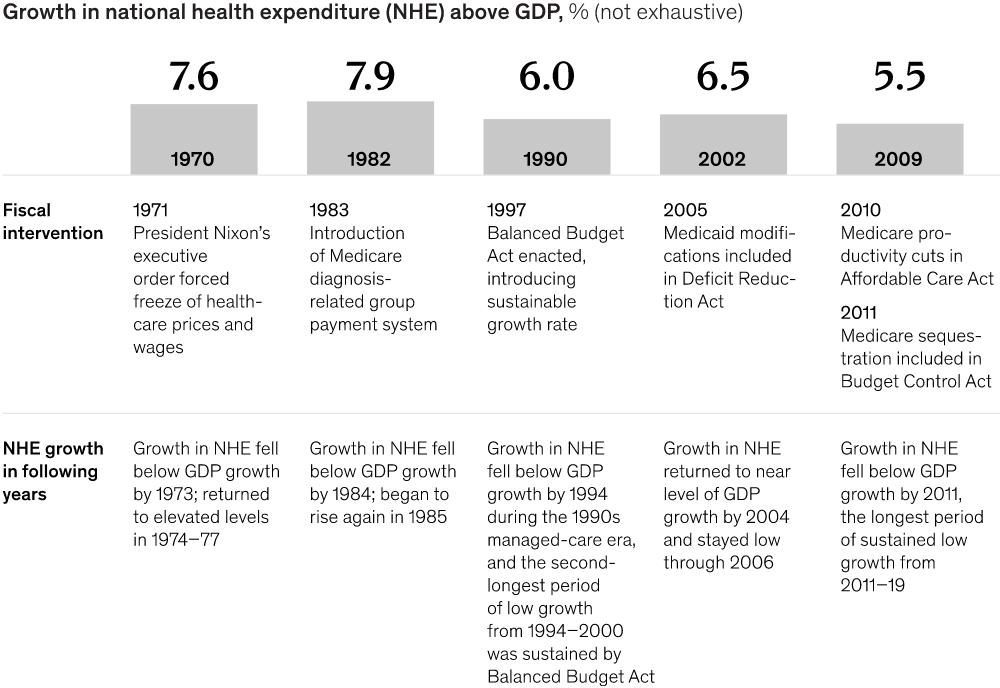 Growth in national health expenditure (NHE) above GDP, % (not exhaustive)
7.6
7.9
6.0
6.5
5.5
1970
1982
1990
2002
2009
Fiscal
intervention
1971
President Nixon’s
executive
order forced
freeze of health-
care prices and
wages
1983
Introduction
of Medicare
diagnosis-
related group
payment system
1997
Balanced Budget
Act enacted,
introducing
sustainable
growth rate
2005
Medicaid modifi-
cations included
in Deficit Reduc-
tion Act
2010
Medicare pro-
ductivity cuts in
Affordable Care Act
2011
Medicare seques-
tration included in
Budget Control Act
NHE growth
in following
years
Growth in NHE fell
below GDP growth
by 1973; returned
to elevated levels
in 1974–77
Growth in NHE fell
below GDP growth
by 1984; began to
rise again in 1985
Growth in NHE
fell below GDP
growth by 1994
during the 1990s
managed-care era,
and the second-
longest period
of low growth
from 1994–2000
was sustained by
Balanced Budget Act
Growth in NHE
returned to near
level of GDP
growth by 2004
and stayed low
through 2006
Growth in NHE
fell below GDP
growth by 2011,
the longest period
of sustained low
growth from
2011–19